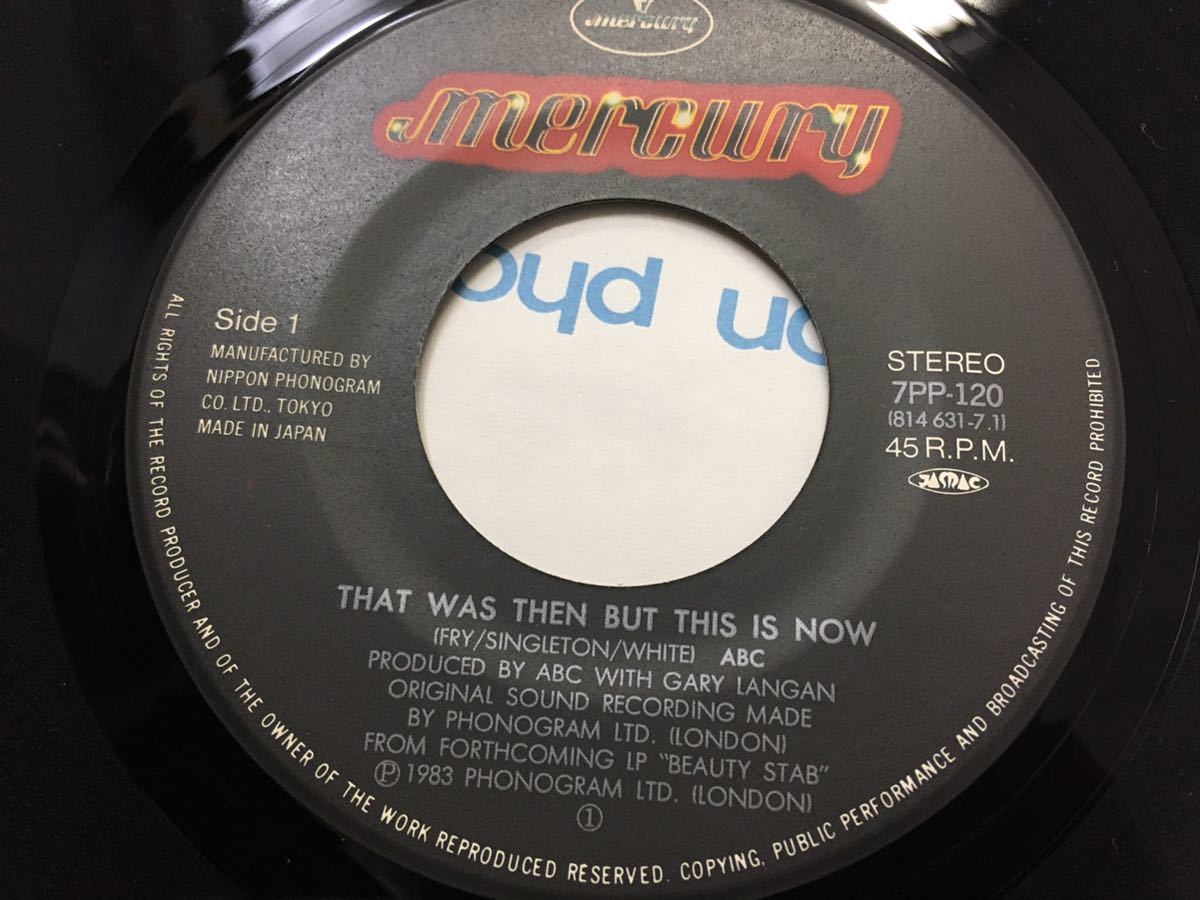 mercury
mercury
Side 1
MANUFACTURED BY
NIPPON PHONOGRAM
CO. LTD., TOKYO
MADE IN JAPAN
STEREO
7PP-120
(814 631-7.1)
45 R.P.M.
JASRAC
THAT WAS THEN BUT THIS IS NOW
(FRY/SINGLETON/WHITE) ABC
PRODUCED BY ABC WITH GARY LANGAN
ORIGINAL SOUND RECORDING MADE
BY PHONOGRAM LTD. (LONDON)
FROM FORTHCOMING LP "BEAUTY STAB"
Ⓟ 1983 PHONOGRAM LTD. (LONDON)
①
ALL RIGHTS OF THE RECORD PRODUCER AND OF THE OWNER OF THE WORK REPRODUCED RESERVED. COPYING, PUBLIC PERFORMANCE AND BROADCASTING OF THIS RECORD PROHIBITED